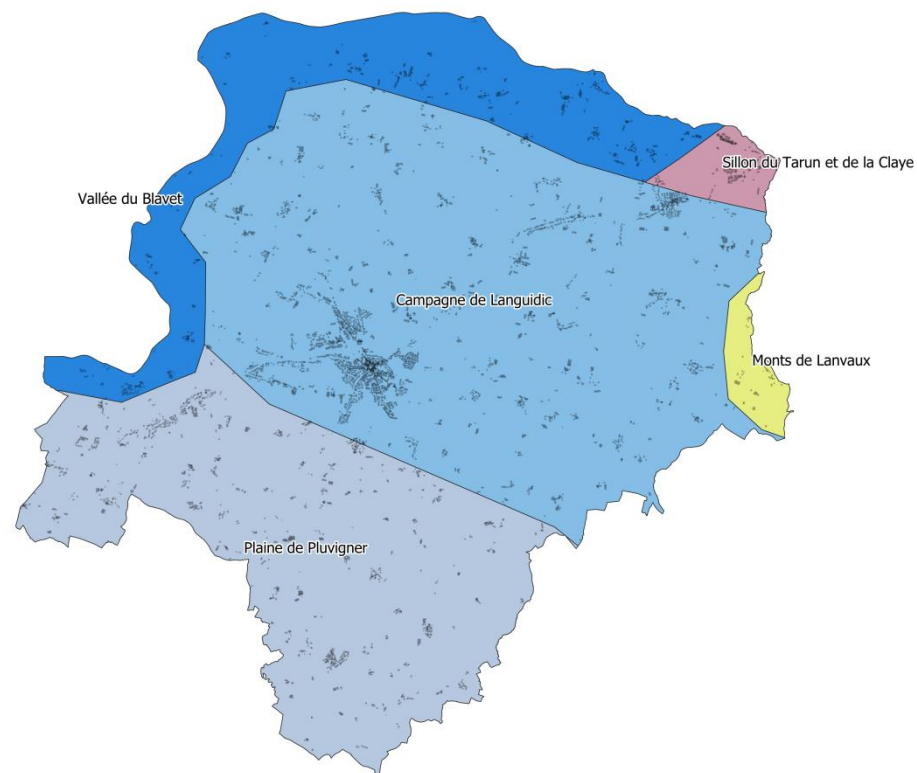 Sillon du Tarun et de la Claye
Vallée du Blavet
Campagne de Languidic
Monts de Lanvaux
Plaine de Pluvigner